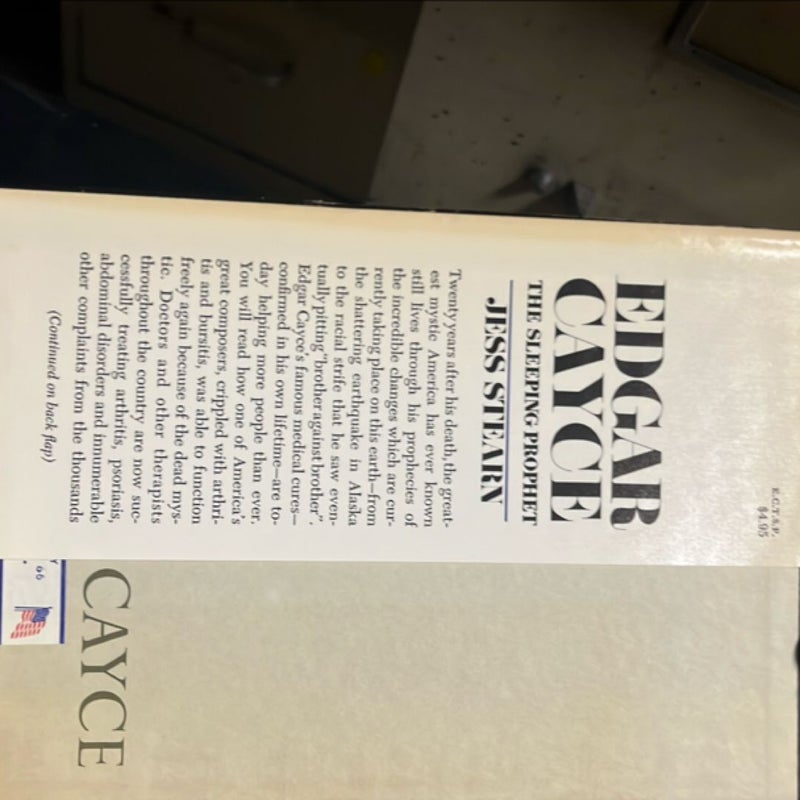 E.C.T.S.P.
$4.95
EDGAR
CAYCE
THE SLEEPING PROPHET
JESS STEARN
Twenty years after his death, the great-
est mystic America has ever known
still lives through his prophecies of
the incredible changes which are cur-
rently taking place on this earth—from
the shattering earthquake in Alaska
to the racial strife that he saw even-
tually pitting "brother against brother".
Edgar Cayce's famous medical cures—
confirmed in his own lifetime—are to-
day helping more people than ever.
You will read how one of America's
great composers, crippled with arthri-
tis and bursitis, was able to function
freely again because of the dead mys-
tic. Doctors and other therapists
throughout the country are now suc-
cessfully treating arthritis, psoriasis,
abdominal disorders and innumerable
other complaints from the thousands
(Continued on back flap)
CAYCE
Y 66